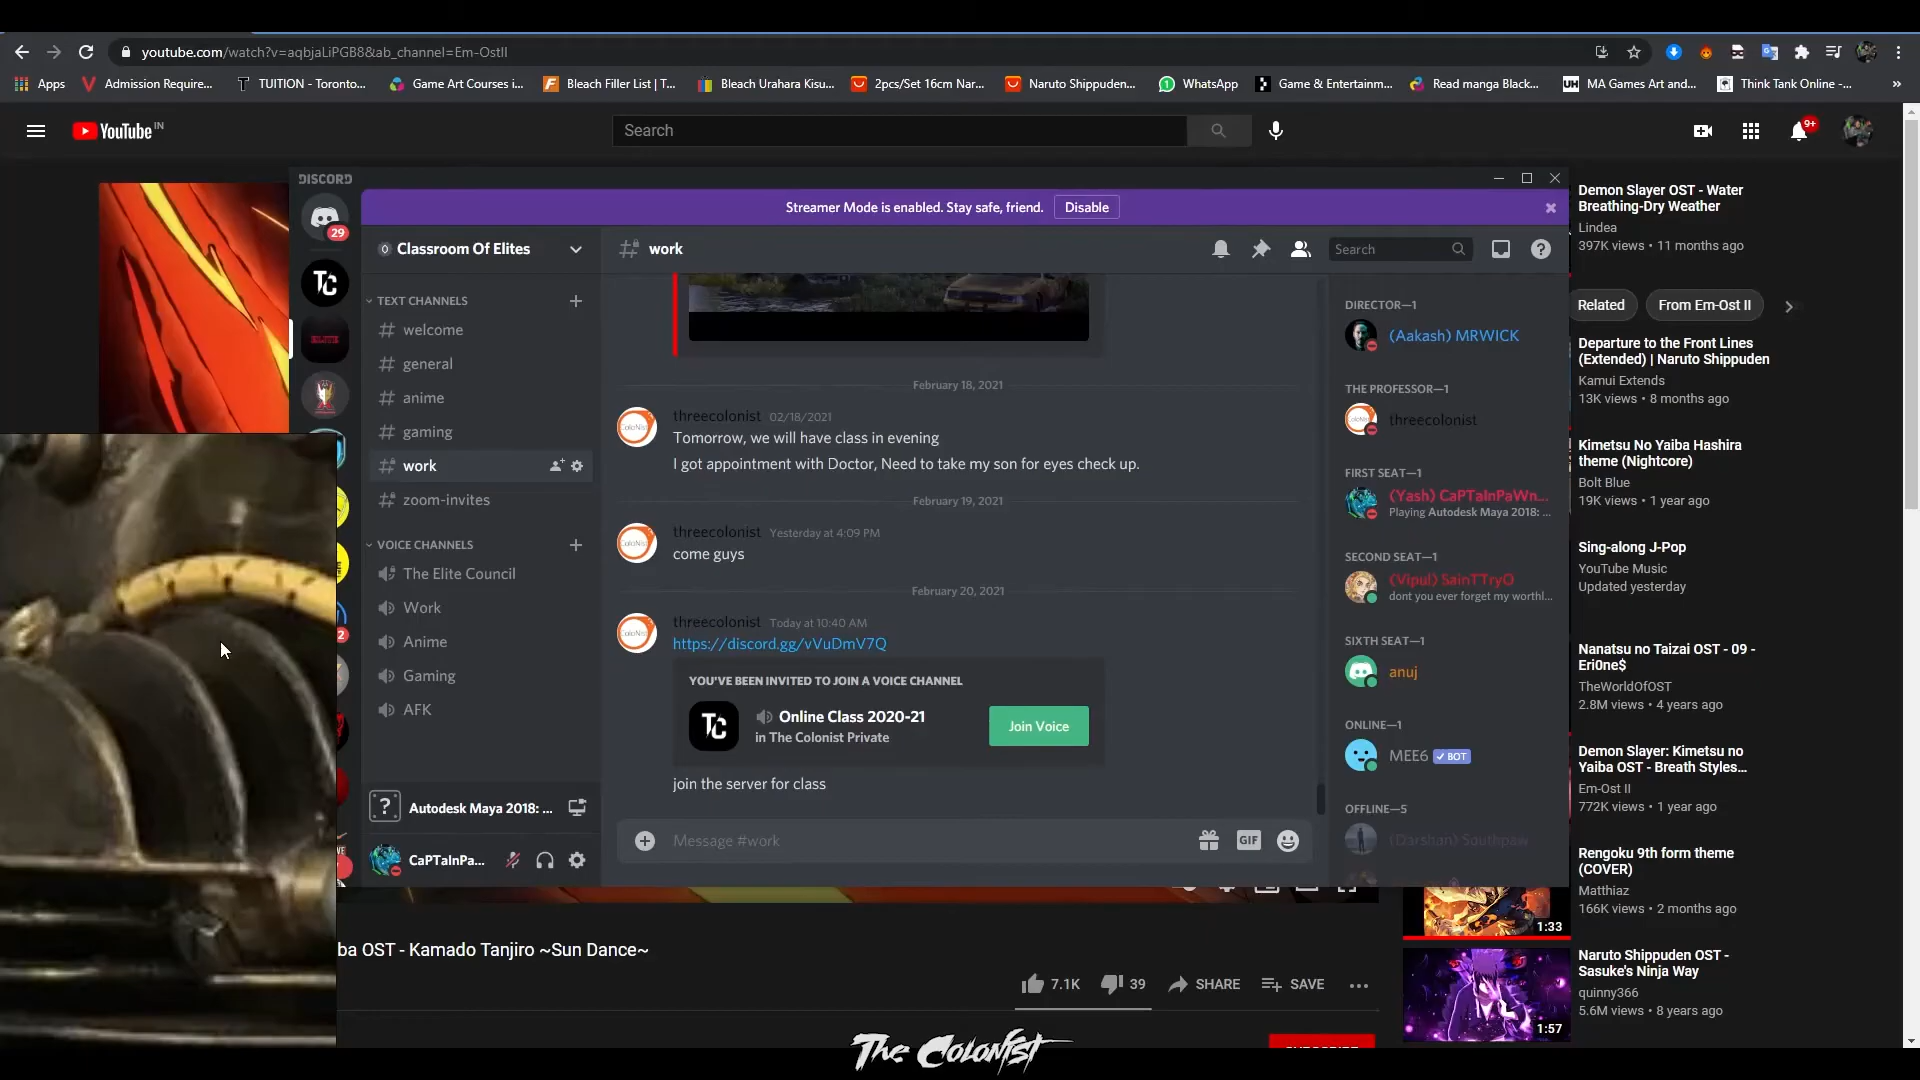 youtube.com/watch?v=aqbjaLiPGB8&ab_channel=Em-OstII
Apps
Admission Require...
TUITION - Toronto...
Game Art Courses i...
Bleach Filler List | T...
Bleach Urahara Kisu...
2pcs/Set 16cm Nar...
Naruto Shippuden...
WhatsApp
Game & Entertainm...
Read manga Black...
UH
MA Games Art and...
Think Tank Online -...
YouTube IN
Search
9+
DISCORD
Streamer Mode is enabled. Stay safe, friend.
Disable
29
TC
ELITE
2
Classroom Of Elites
TEXT CHANNELS
welcome
general
anime
gaming
work
zoom-invites
VOICE CHANNELS
The Elite Council
Work
Anime
Gaming
AFK
Autodesk Maya 2018: ...
CaPTaInPa...
work
Search
February 18, 2021
threecolonist 02/18/2021
Tomorrow, we will have class in evening
I got appointment with Doctor, Need to take my son for eyes check up.
February 19, 2021
threecolonist Yesterday at 4:09 PM
come guys
February 20, 2021
threecolonist Today at 10:40 AM
https://discord.gg/vVuDmV7Q
YOU'VE BEEN INVITED TO JOIN A VOICE CHANNEL
TC
Online Class 2020-21
in The Colonist Private
Join Voice
join the server for class
Message #work
GIF
DIRECTOR—1
(Aakash) MRWICK
THE PROFESSOR—1
threecolonist
FIRST SEAT—1
(Yash) CaPTaInPaWn...
Playing Autodesk Maya 2018: ...
SECOND SEAT—1
(Vipul) SainTTryO
dont you ever forget my worthl...
SIXTH SEAT—1
anuj
ONLINE—1
MEE6 BOT
OFFLINE—5
(Darshan) Southpaw
Demon Slayer OST - Water
Breathing-Dry Weather
Lindea
397K views • 11 months ago
Related
From Em-Ost II
Departure to the Front Lines
(Extended) | Naruto Shippuden
Kamui Extends
13K views • 8 months ago
Kimetsu No Yaiba Hashira
theme (Nightcore)
Bolt Blue
19K views • 1 year ago
Sing-along J-Pop
YouTube Music
Updated yesterday
Nanatsu no Taizai OST - 09 -
Eri0ne$
TheWorldOfOST
2.8M views • 4 years ago
Demon Slayer: Kimetsu no
Yaiba OST - Breath Styles...
Em-Ost II
772K views • 1 year ago
Rengoku 9th form theme
(COVER)
Matthiaz
166K views • 2 months ago
1:33
Naruto Shippuden OST -
Sasuke's Ninja Way
quinny366
5.6M views • 8 years ago
1:57
ba OST - Kamado Tanjiro ~Sun Dance~
7.1K
39
SHARE
SAVE
The Colonist